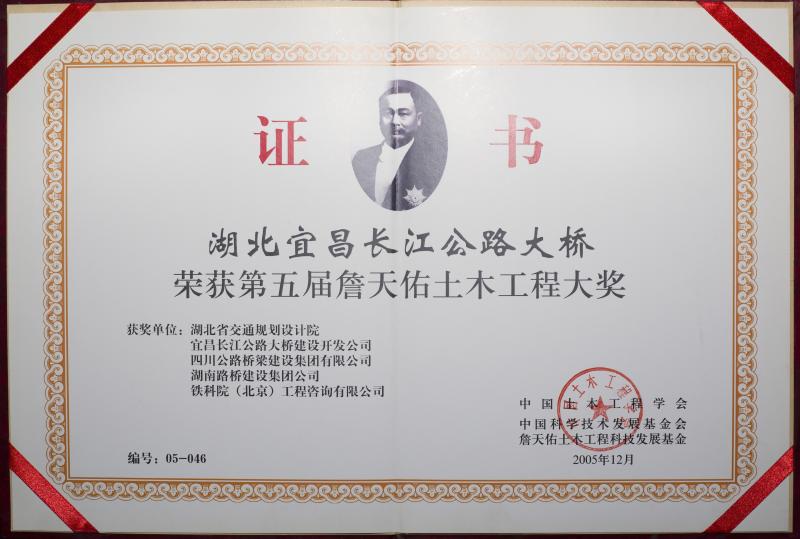 证书
湖北宜昌长江公路大桥
荣获第五届詹天佑土木工程大奖
获奖单位：湖北省交通规划设计院
宜昌长江公路大桥建设开发公司
四川公路桥梁建设集团有限公司
湖南路桥建设集团公司
铁科院（北京）工程咨询有限公司
中国土木工程学会
中国科学技术发展基金会
詹天佑土木工程科技发展基金
2005年12月
编号：05-046